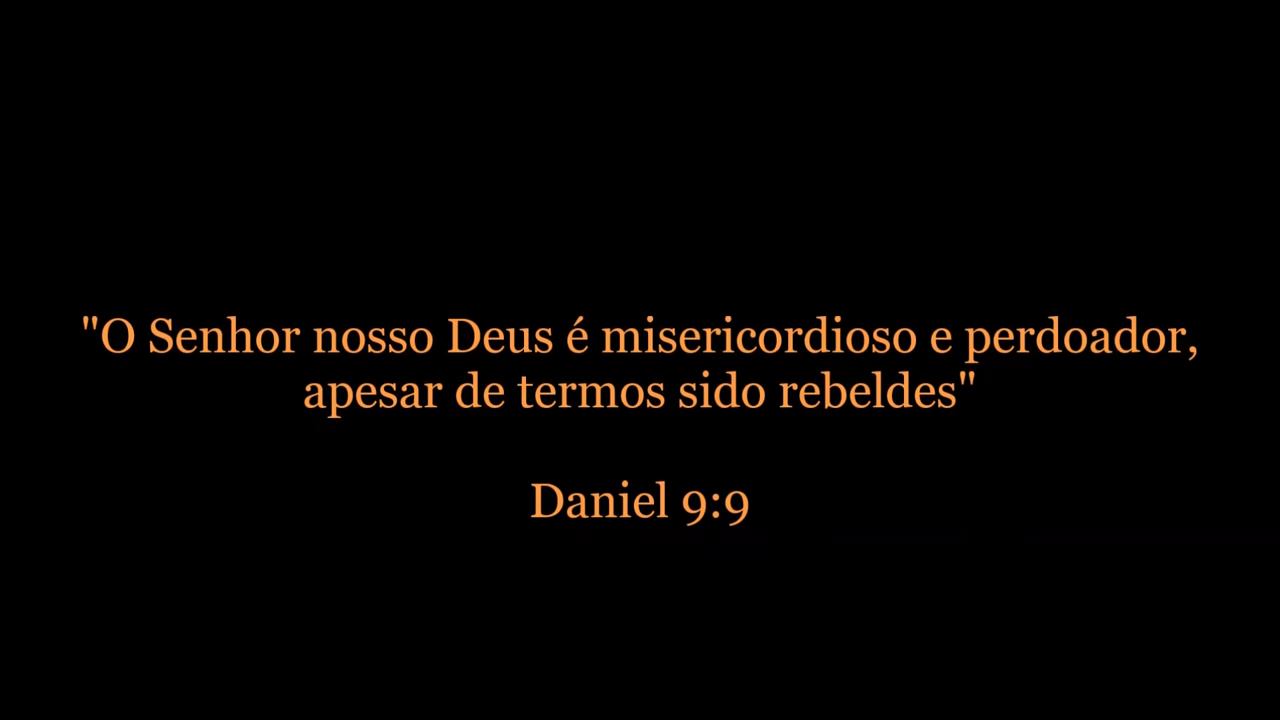 "O Senhor nosso Deus é misericordioso e perdoador,
apesar de termos sido rebeldes"
Daniel 9:9